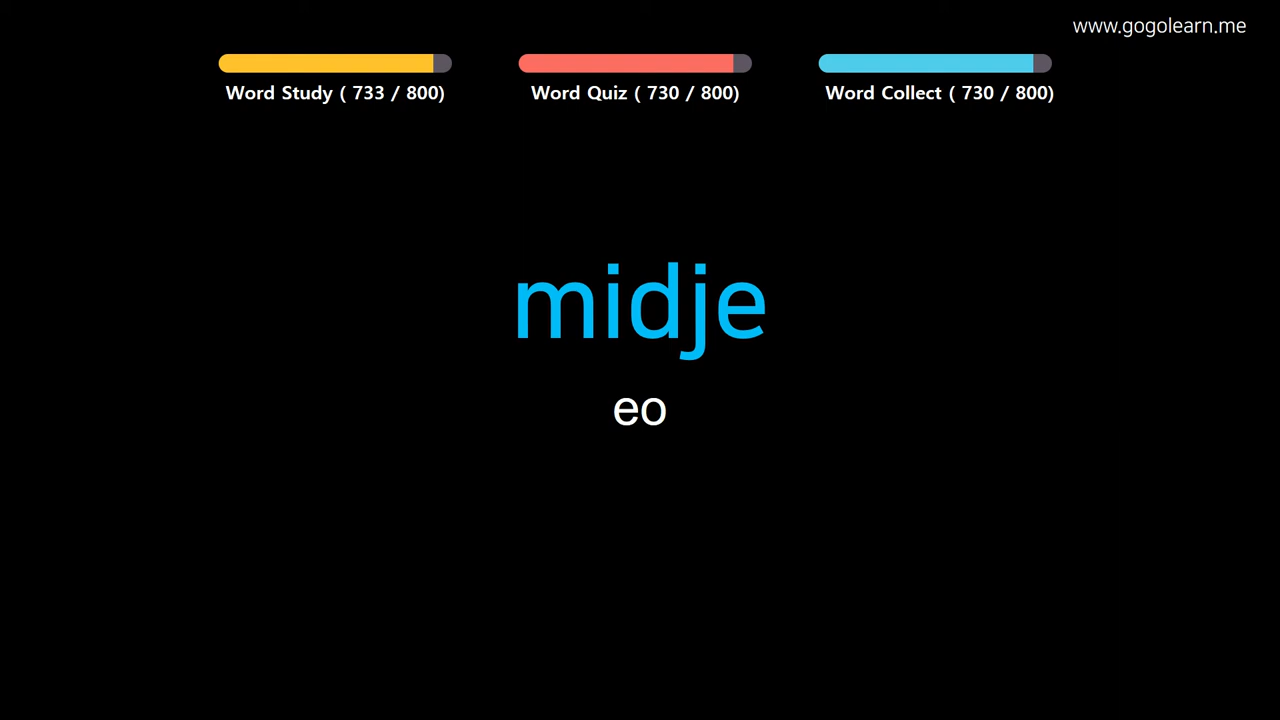 www.gogolearn.me
Word Study ( 733 / 800)
Word Quiz ( 730 / 800)
Word Collect ( 730 / 800)
midje
eo